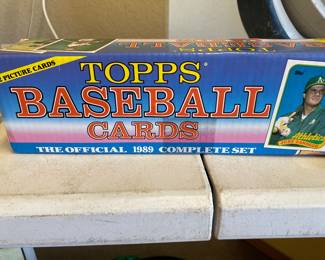 PICTURE CARDS
TOPPS
BASEBALL
CARDS
THE OFFICIAL 1989 COMPLETE SET
Athletics